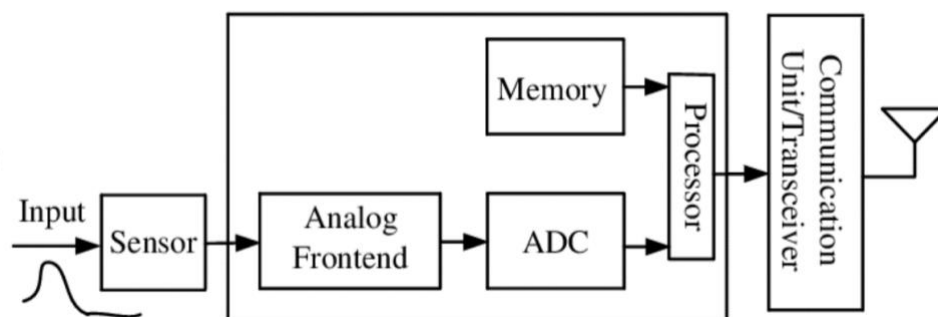 Input
Sensor
Analog
Frontend
ADC
Memory
Processor
Communication
Unit/Transceiver